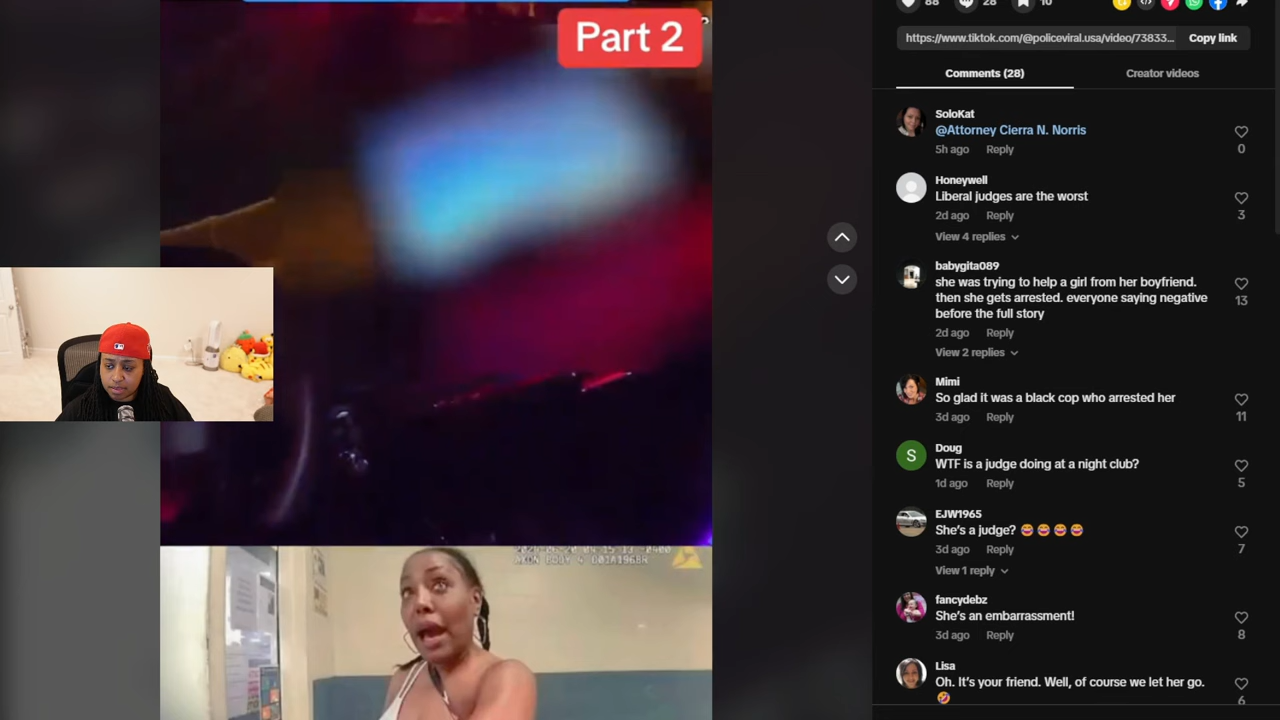 Part 2
88
28
10
https://www.tiktok.com/@policeviral.usa/video/73833...
Copy link
Comments (28)
Creator videos
SoloKat
@Attorney Cierra N. Norris
5h ago
Reply
0
Honeywell
Liberal judges are the worst
2d ago
Reply
3
View 4 replies
babygita089
she was trying to help a girl from her boyfriend.
then she gets arrested. everyone saying negative
before the full story
13
2d ago
Reply
View 2 replies
Mimi
So glad it was a black cop who arrested her
3d ago
Reply
11
S
Doug
WTF is a judge doing at a night club?
1d ago
Reply
5
EJW1965
She's a judge? 😂😂😂😂
3d ago
Reply
7
View 1 reply
fancydebz
She's an embarrassment!
3d ago
Reply
8
Lisa
Oh. It's your friend. Well, of course we let her go.
🤣
6